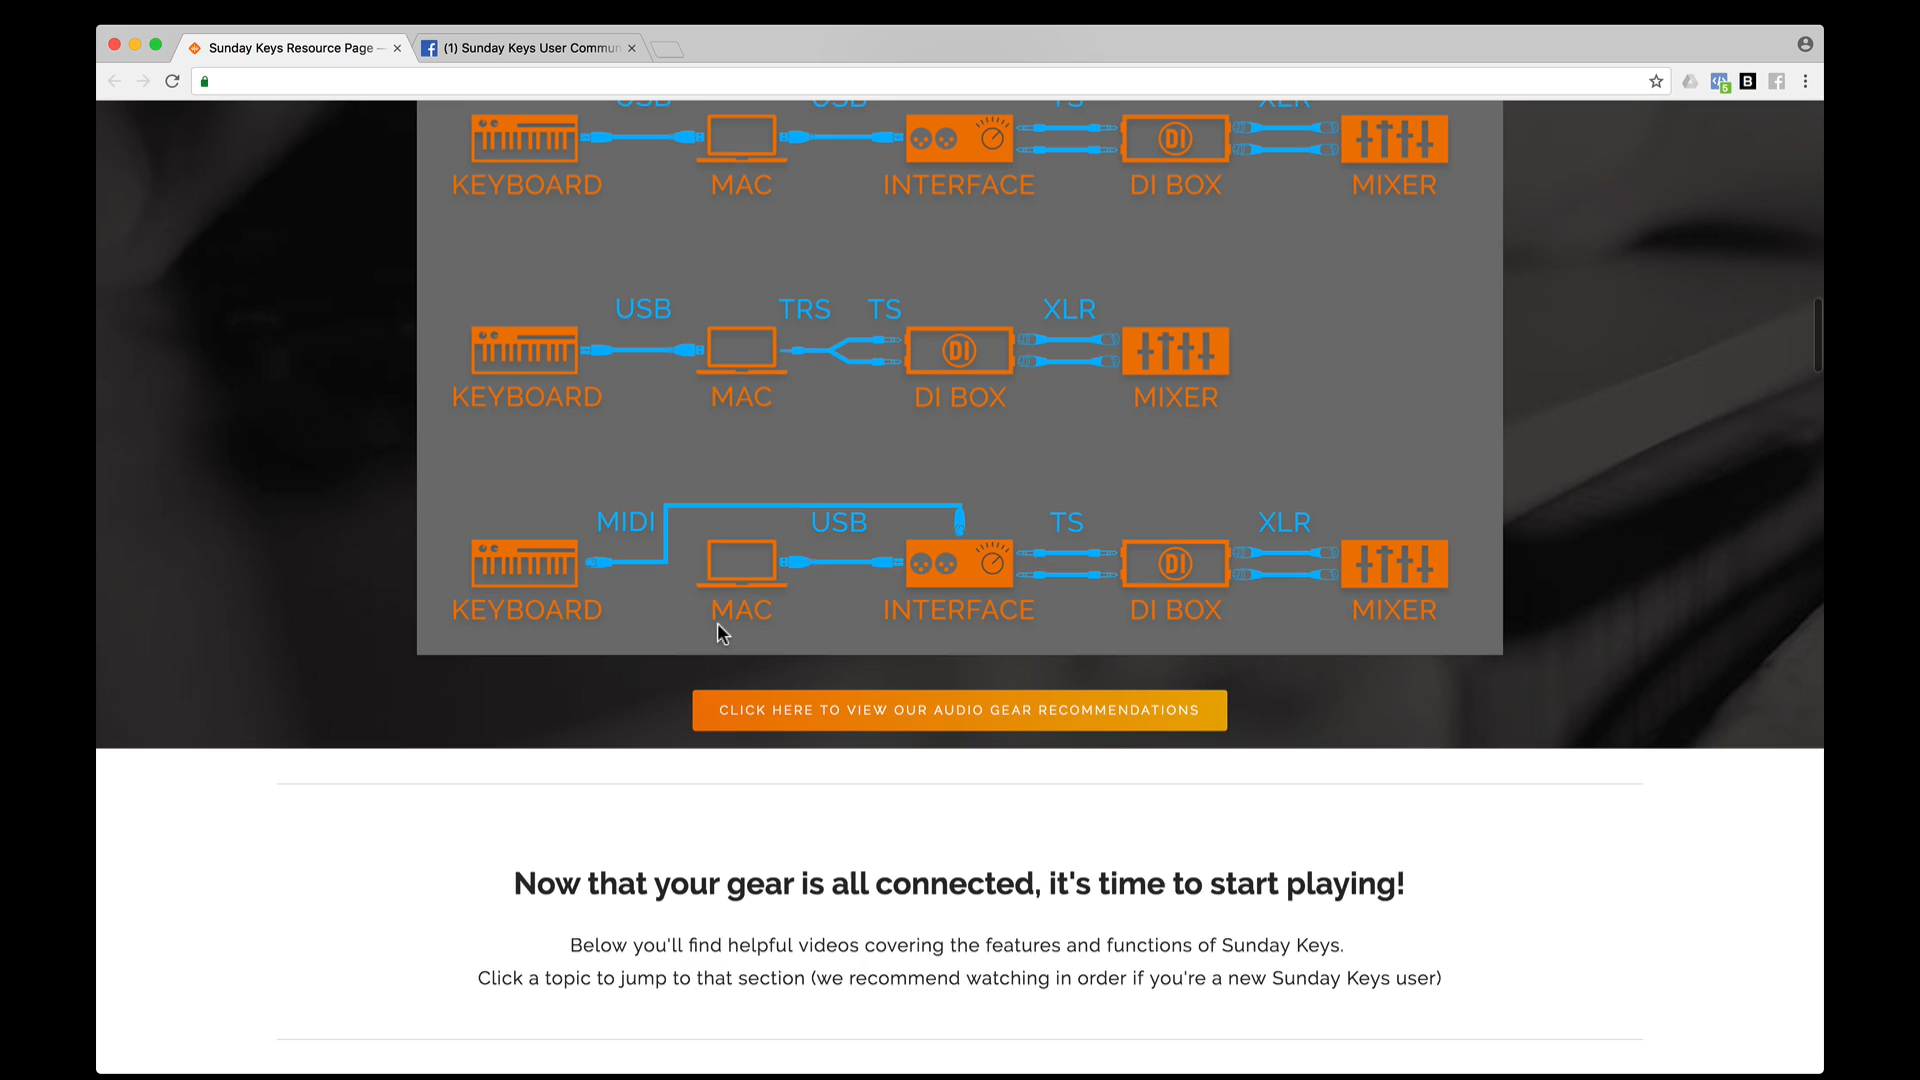 Sunday Keys Resource Page —
(1) Sunday Keys User Commun
USB USB TS XLR
KEYBOARD MAC INTERFACE DI BOX MIXER
USB TRS TS XLR
KEYBOARD MAC DI BOX MIXER
MIDI USB TS XLR
KEYBOARD MAC INTERFACE DI BOX MIXER
CLICK HERE TO VIEW OUR AUDIO GEAR RECOMMENDATIONS
Now that your gear is all connected, it's time to start playing!
Below you'll find helpful videos covering the features and functions of Sunday Keys.
Click a topic to jump to that section (we recommend watching in order if you're a new Sunday Keys user)